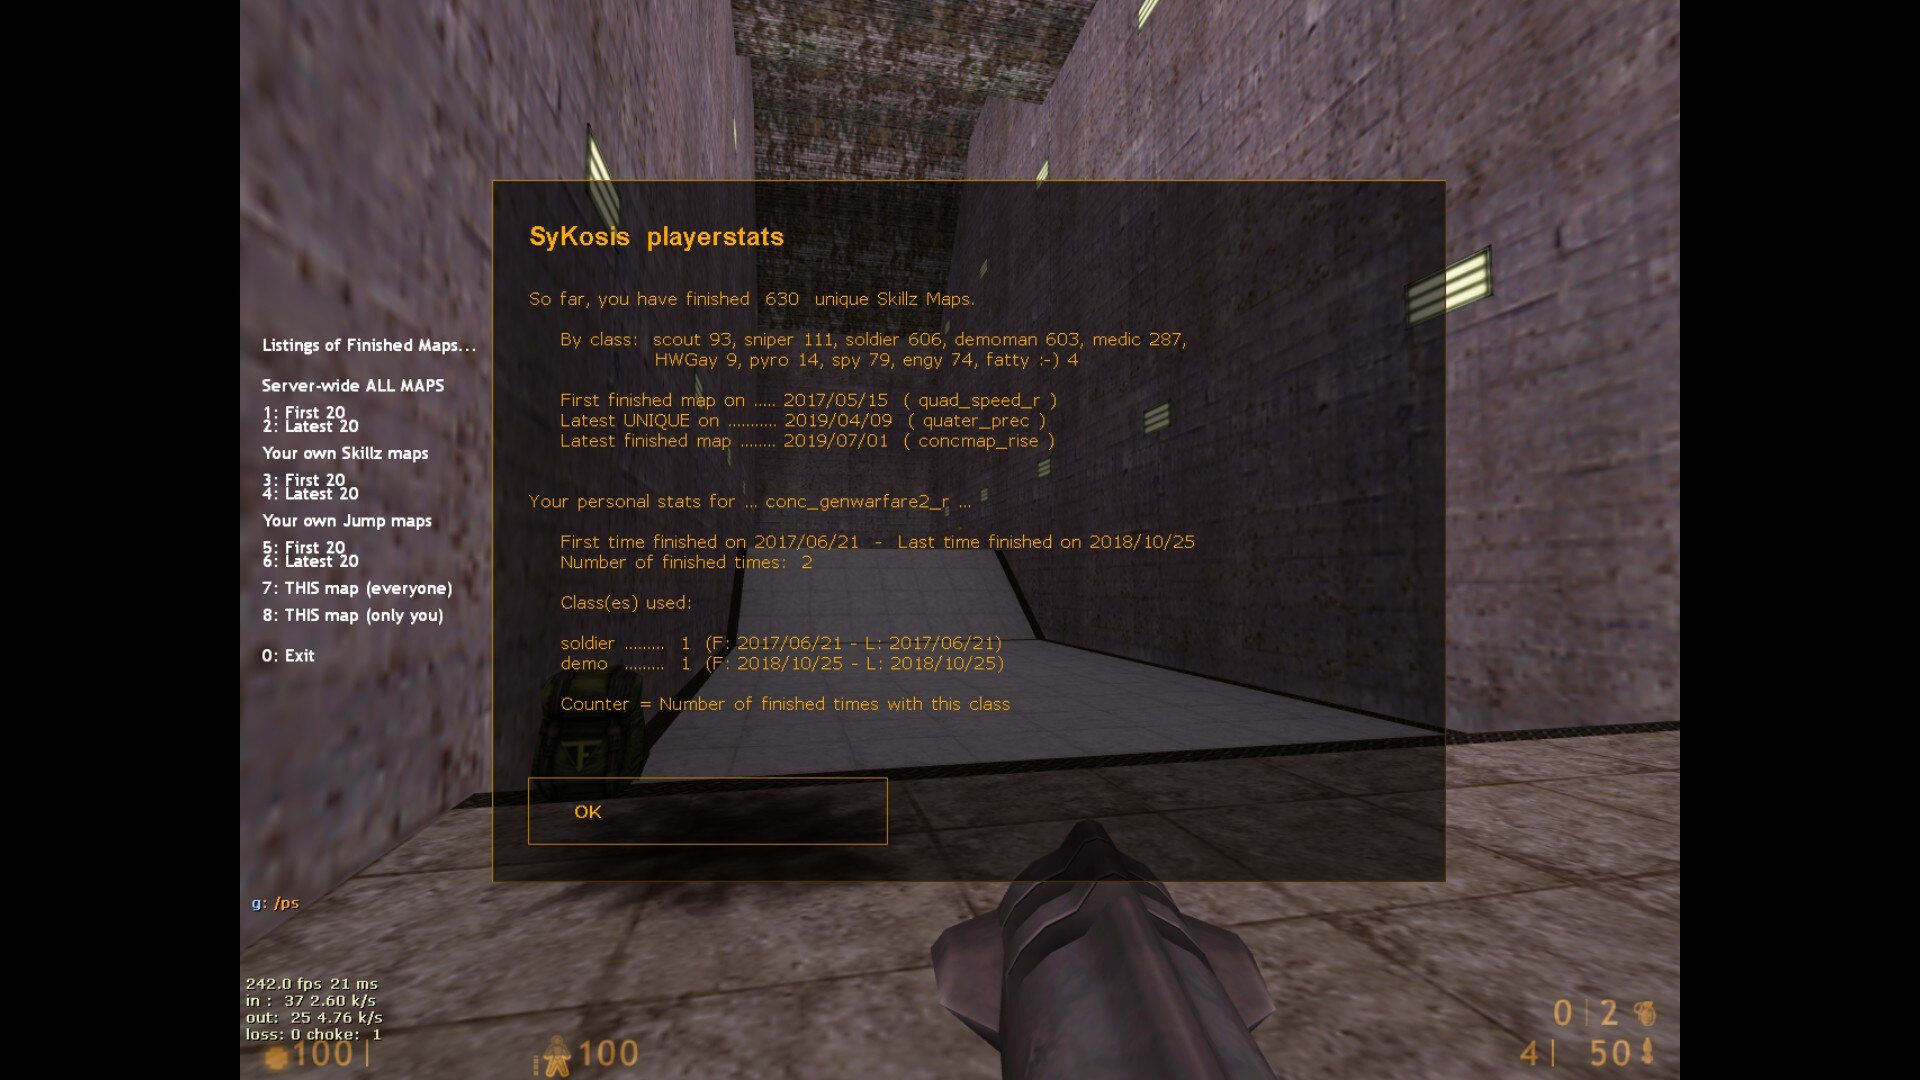 SyKosis playerstats
So far, you have finished 630 unique Skillz Maps.
By class: scout 93, sniper 111, soldier 606, demoman 603, medic 287,
HWGay 9, pyro 14, spy 79, engy 74, fatty :-) 4
First finished map on ..... 2017/05/15 ( quad_speed_r )
Latest UNIQUE on ........... 2019/04/09 ( quater_prec )
Latest finished map ........ 2019/07/01 ( concmap_rise )
Your personal stats for ... conc_genwarfare2_r ...
First time finished on 2017/06/21 - Last time finished on 2018/10/25
Number of finished times: 2
Class(es) used:
soldier ......... 1 (F: 2017/06/21 - L: 2017/06/21)
demo ......... 1 (F: 2018/10/25 - L: 2018/10/25)
Counter = Number of finished times with this class
OK
Listings of Finished Maps...
Server-wide ALL MAPS
1: First 20
2: Latest 20
Your own Skillz maps
3: First 20
4: Latest 20
Your own Jump maps
5: First 20
6: Latest 20
7: THIS map (everyone)
8: THIS map (only you)
0: Exit
TF
g: /ps
242.0 fps 21 ms
in : 37 2.60 k/s
out: 25 4.76 k/s
loss: 0 choke: 1
100 |
100
0 | 2
4 | 50